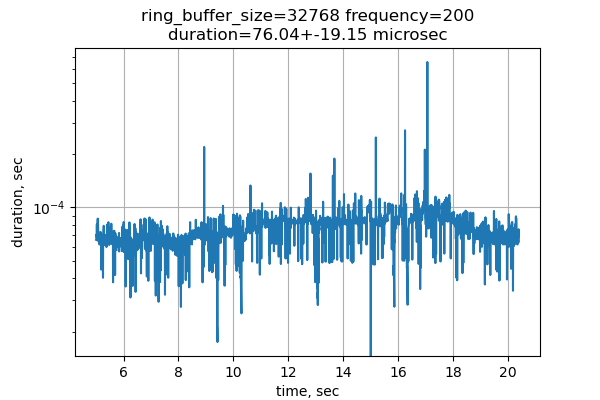 ring_buffer_size=32768 frequency=200
duration=76.04+-19.15 microsec
duration, sec
10⁻⁴
6 8 10 12 14 16 18 20
time, sec